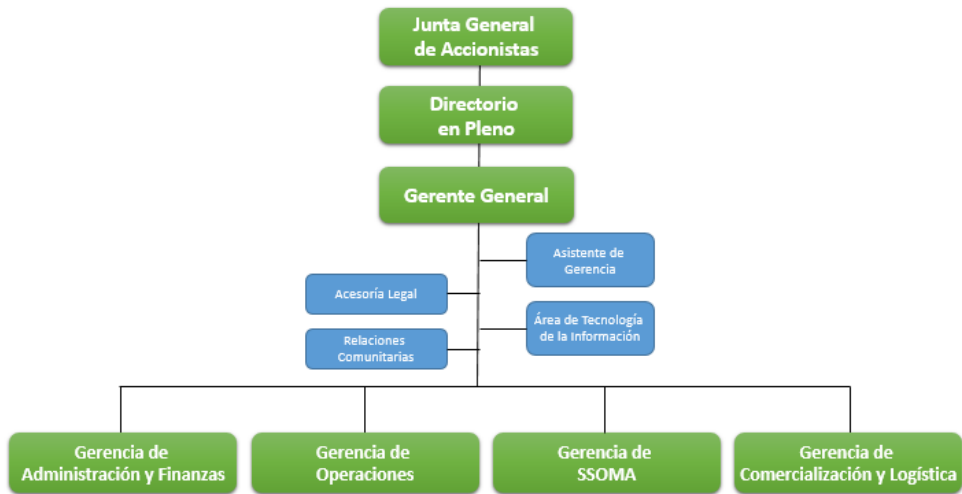 Junta General
de Accionistas
Directorio
en Pleno
Gerente General
Asistente de
Gerencia
Acesoría Legal
Área de Tecnología
de la Información
Relaciones
Comunitarias
Gerencia de
Administración y Finanzas
Gerencia de
Operaciones
Gerencia de
SSOMA
Gerencia de
Comercialización y Logística